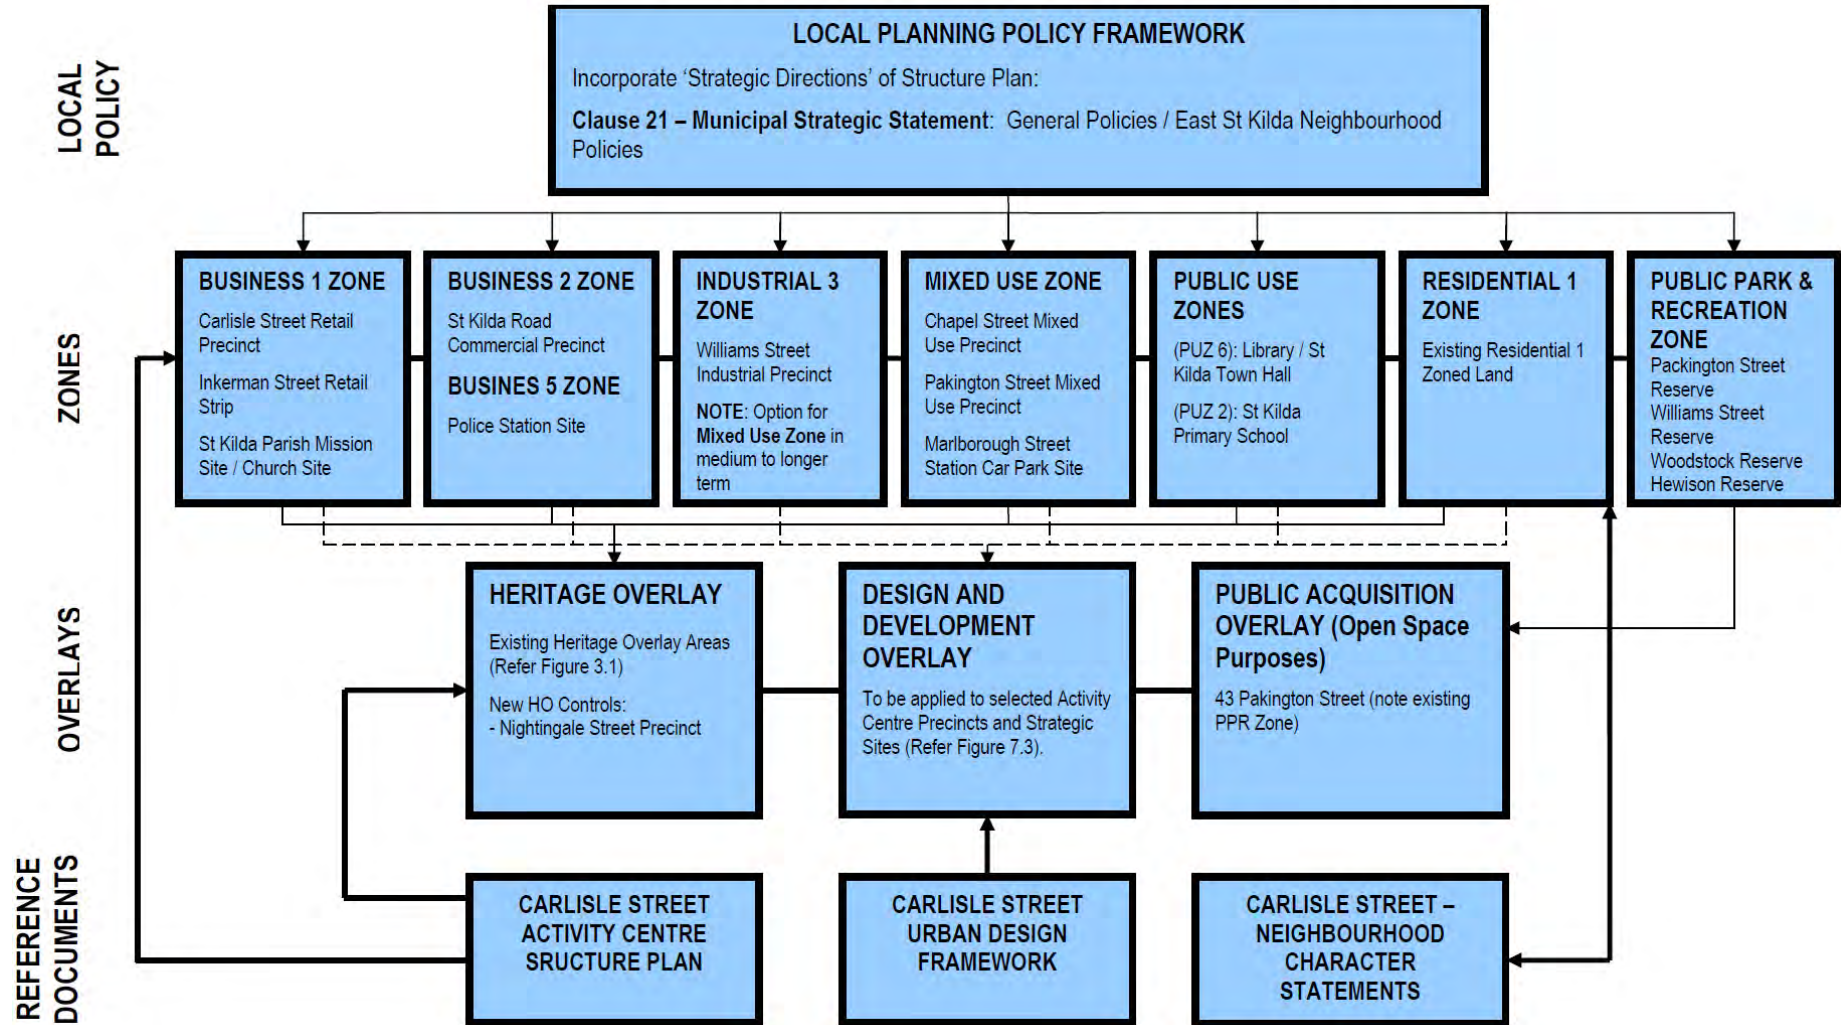 LOCAL
POLICY
LOCAL PLANNING POLICY FRAMEWORK
Incorporate ‘Strategic Directions’ of Structure Plan:
Clause 21 – Municipal Strategic Statement: General Policies / East St Kilda Neighbourhood
Policies
ZONES
BUSINESS 1 ZONE
Carlisle Street Retail
Precinct
Inkerman Street Retail
Strip
St Kilda Parish Mission
Site / Church Site
BUSINESS 2 ZONE
St Kilda Road
Commercial Precinct
BUSINES 5 ZONE
Police Station Site
INDUSTRIAL 3
ZONE
Williams Street
Industrial Precinct
NOTE: Option for
Mixed Use Zone in
medium to longer
term
MIXED USE ZONE
Chapel Street Mixed
Use Precinct
Pakington Street Mixed
Use Precinct
Marlborough Street
Station Car Park Site
PUBLIC USE
ZONES
(PUZ 6): Library / St
Kilda Town Hall
(PUZ 2): St Kilda
Primary School
RESIDENTIAL 1
ZONE
Existing Residential 1
Zoned Land
PUBLIC PARK &
RECREATION
ZONE
Packington Street
Reserve
Williams Street
Reserve
Woodstock Reserve
Hewison Reserve
OVERLAYS
HERITAGE OVERLAY
Existing Heritage Overlay Areas
(Refer Figure 3.1)
New HO Controls:
- Nightingale Street Precinct
DESIGN AND
DEVELOPMENT
OVERLAY
To be applied to selected Activity
Centre Precincts and Strategic
Sites (Refer Figure 7.3).
PUBLIC ACQUISITION
OVERLAY (Open Space
Purposes)
43 Pakington Street (note existing
PPR Zone)
REFERENCE
DOCUMENTS
CARLISLE STREET
ACTIVITY CENTRE
SRUCTURE PLAN
CARLISLE STREET
URBAN DESIGN
FRAMEWORK
CARLISLE STREET –
NEIGHBOURHOOD
CHARACTER
STATEMENTS